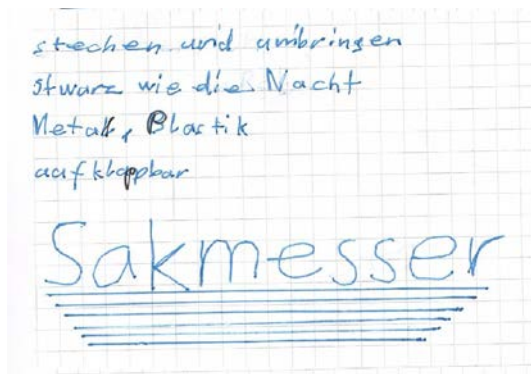 stechen und umbringen
stwarz wie die Nacht
Metall, Blastik
aufklappbar
Sakmesser